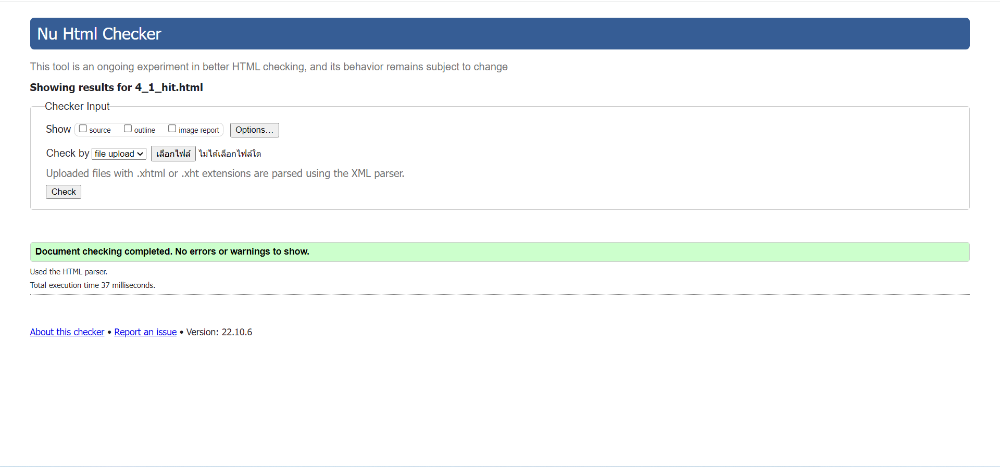 Nu Html Checker
This tool is an ongoing experiment in better HTML checking, and its behavior remains subject to change
Showing results for 4_1_hit.html
Checker Input
Show source outline image report Options...
Check by file upload เลือกไฟล์ ไม่ได้เลือกไฟล์ใด
Uploaded files with .xhtml or .xht extensions are parsed using the XML parser.
Check
Document checking completed. No errors or warnings to show.
Used the HTML parser.
Total execution time 37 milliseconds.
About this checker • Report an issue • Version: 22.10.6